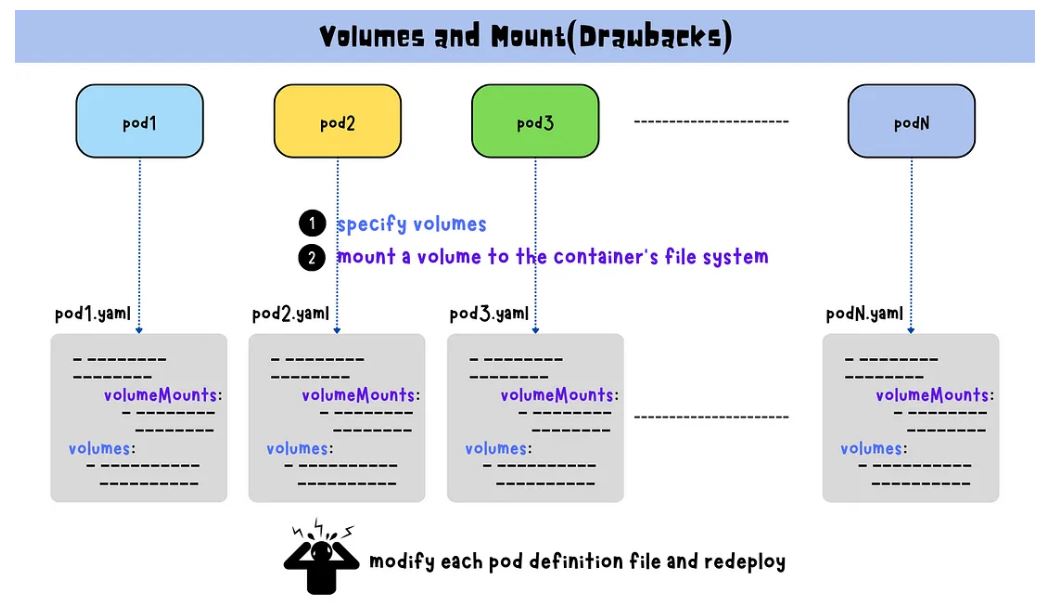 Volumes and Mount(Drawbacks)
pod1
pod2
pod3
podN
1 specify volumes
2 mount a volume to the container's file system
pod1.yaml
pod2.yaml
pod3.yaml
podN.yaml
volumeMounts:
volumes:
volumeMounts:
volumes:
volumeMounts:
volumes:
volumeMounts:
volumes:
modify each pod definition file and redeploy